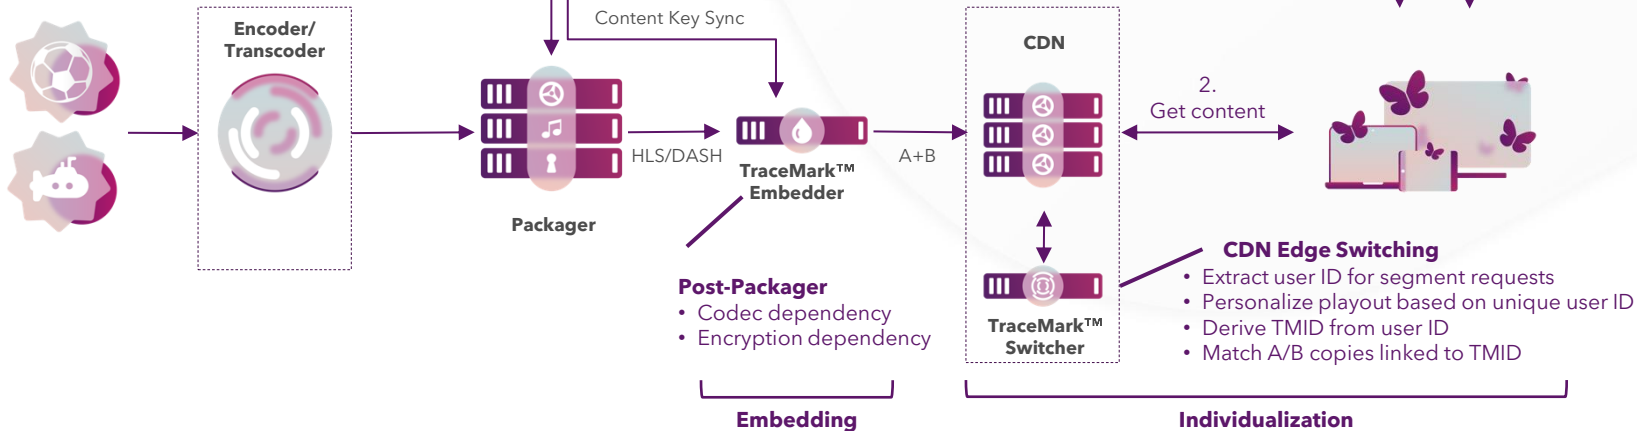 Content Key Sync
Encoder/
Transcoder
CDN
2.
Get content
HLS/DASH
A+B
TraceMark™
Embedder
Packager
Post-Packager
• Codec dependency
• Encryption dependency
TraceMark™
Switcher
CDN Edge Switching
• Extract user ID for segment requests
• Personalize playout based on unique user ID
• Derive TMID from user ID
• Match A/B copies linked to TMID
Embedding
Individualization